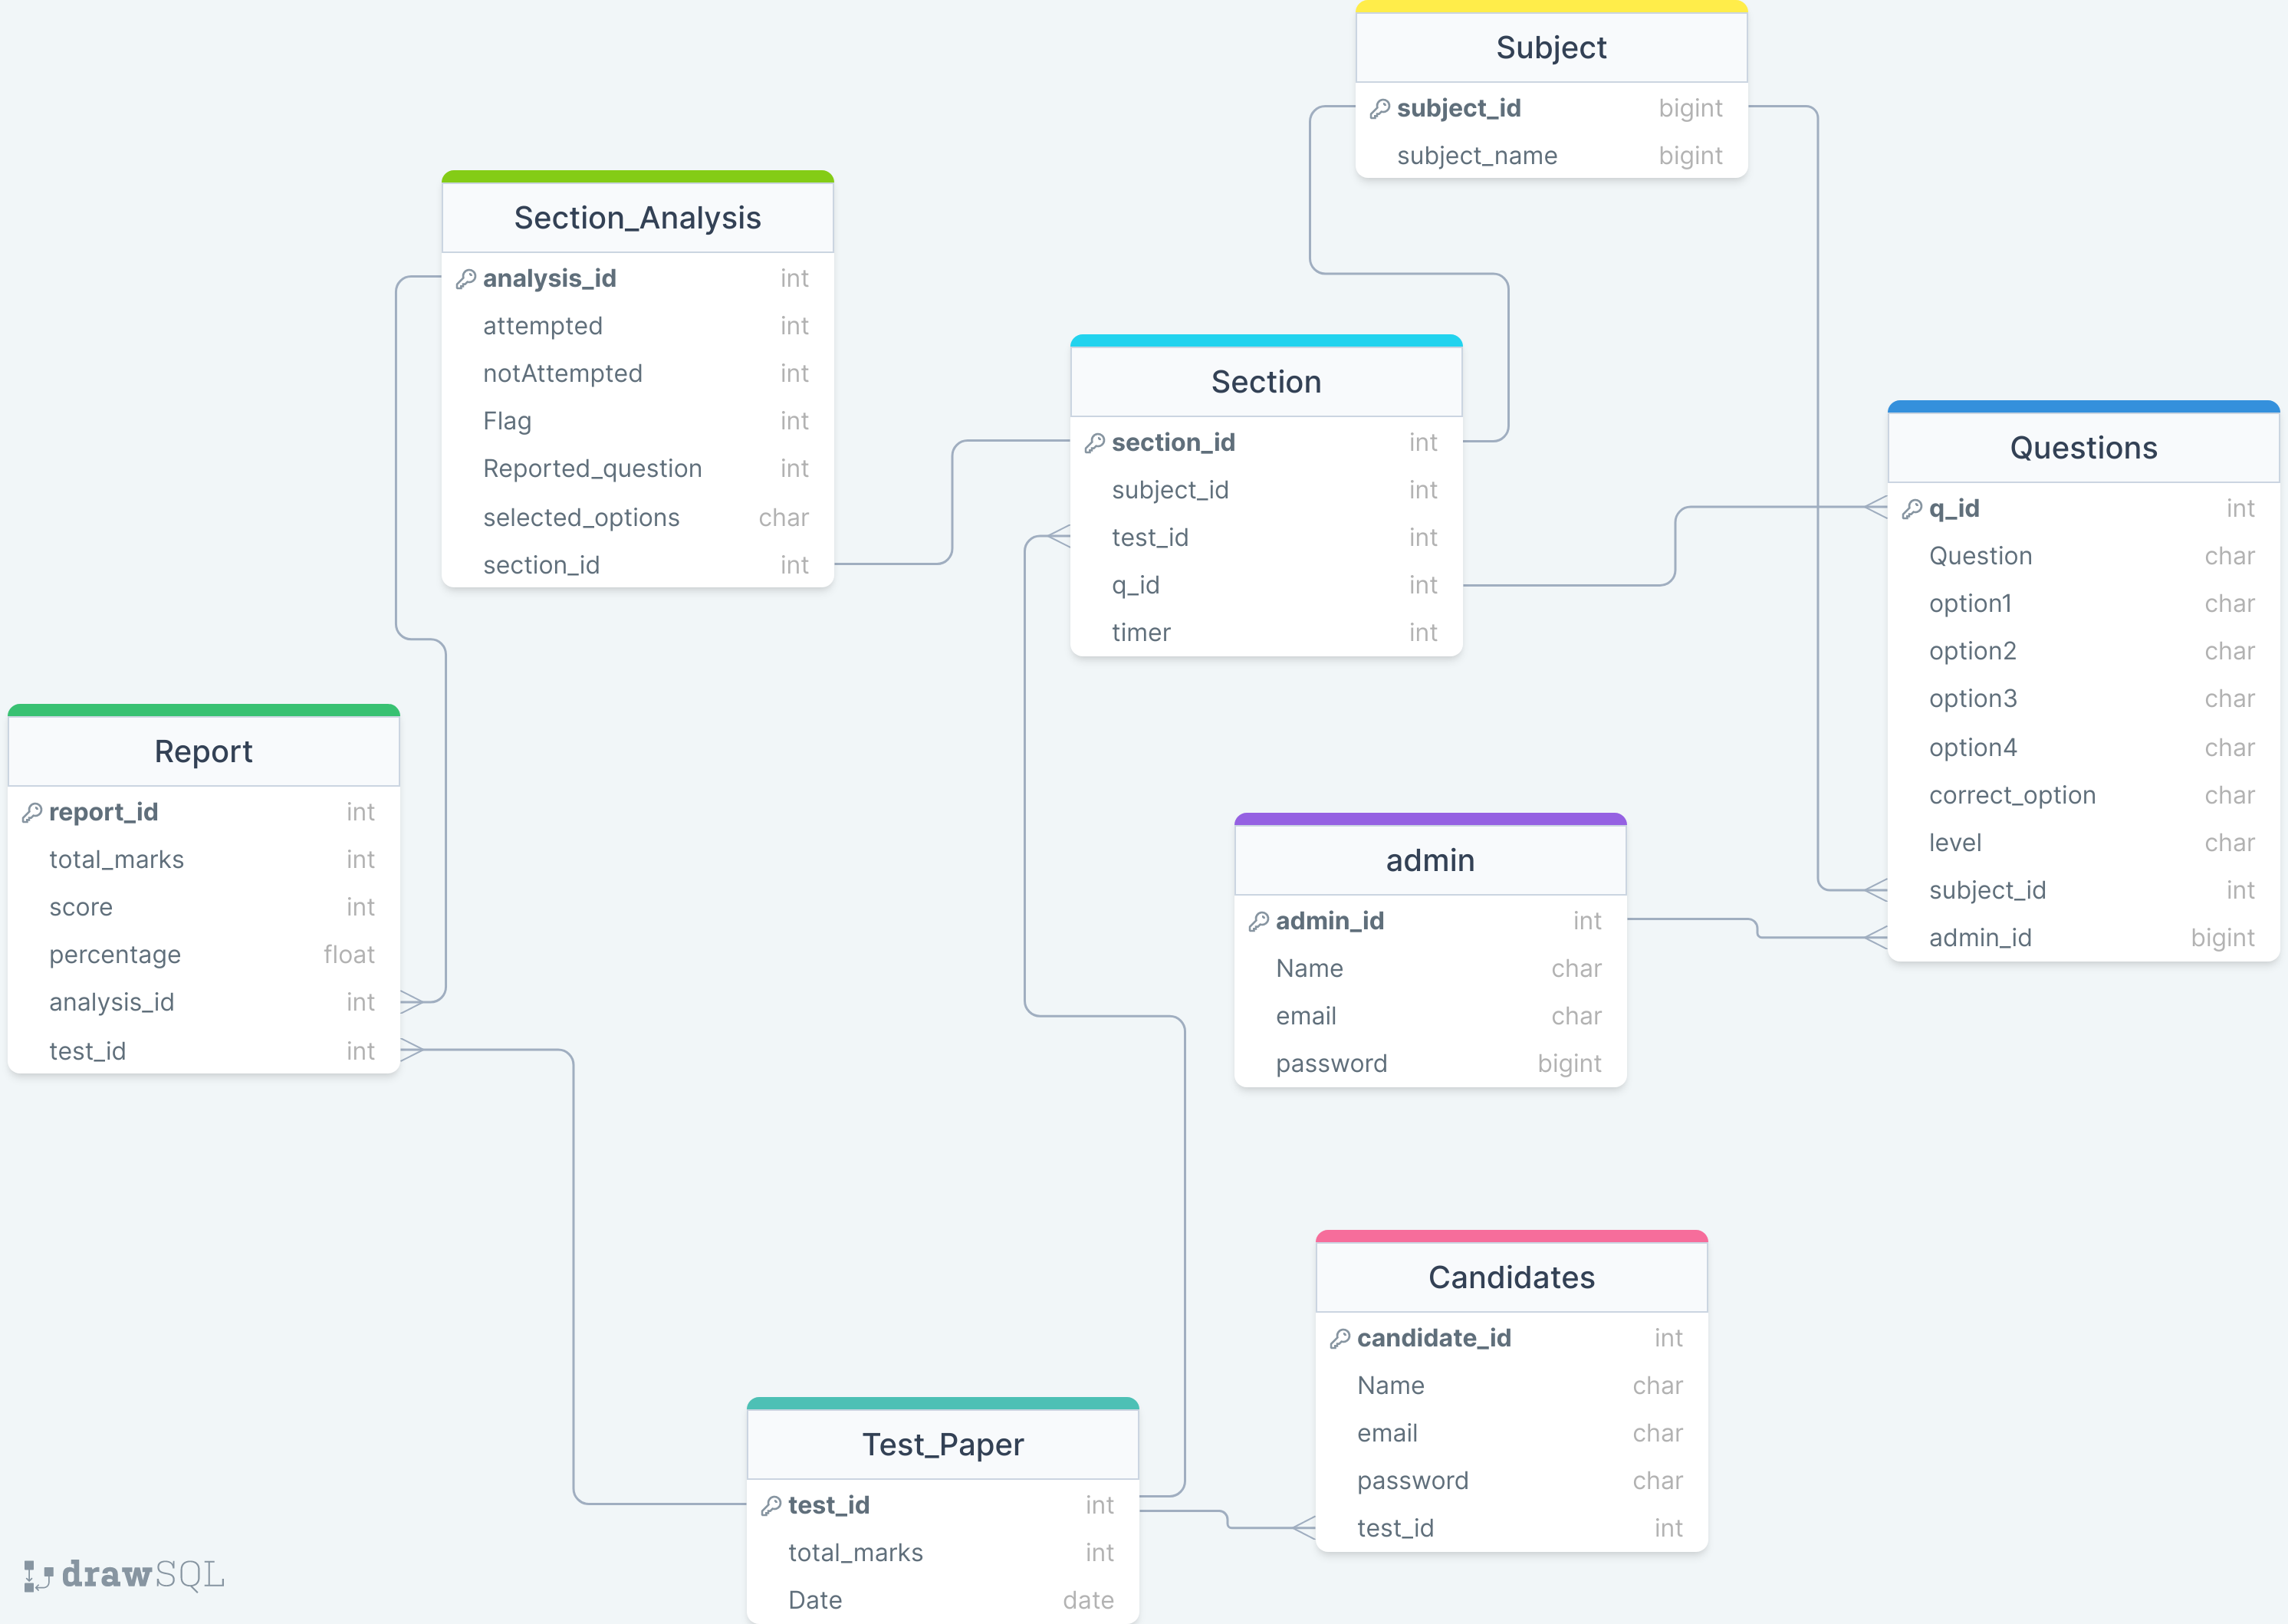 Subject
subject_id bigint
subject_name bigint
Section_Analysis
analysis_id int
attempted int
notAttempted int
Flag int
Reported_question int
selected_options char
section_id int
Section
section_id int
subject_id int
test_id int
q_id int
timer int
Questions
q_id int
Question char
option1 char
option2 char
option3 char
option4 char
correct_option char
level char
subject_id int
admin_id bigint
Report
report_id int
total_marks int
score int
percentage float
analysis_id int
test_id int
admin
admin_id int
Name char
email char
password bigint
Candidates
candidate_id int
Name char
email char
password char
test_id int
Test_Paper
test_id int
total_marks int
Date date
drawSQL